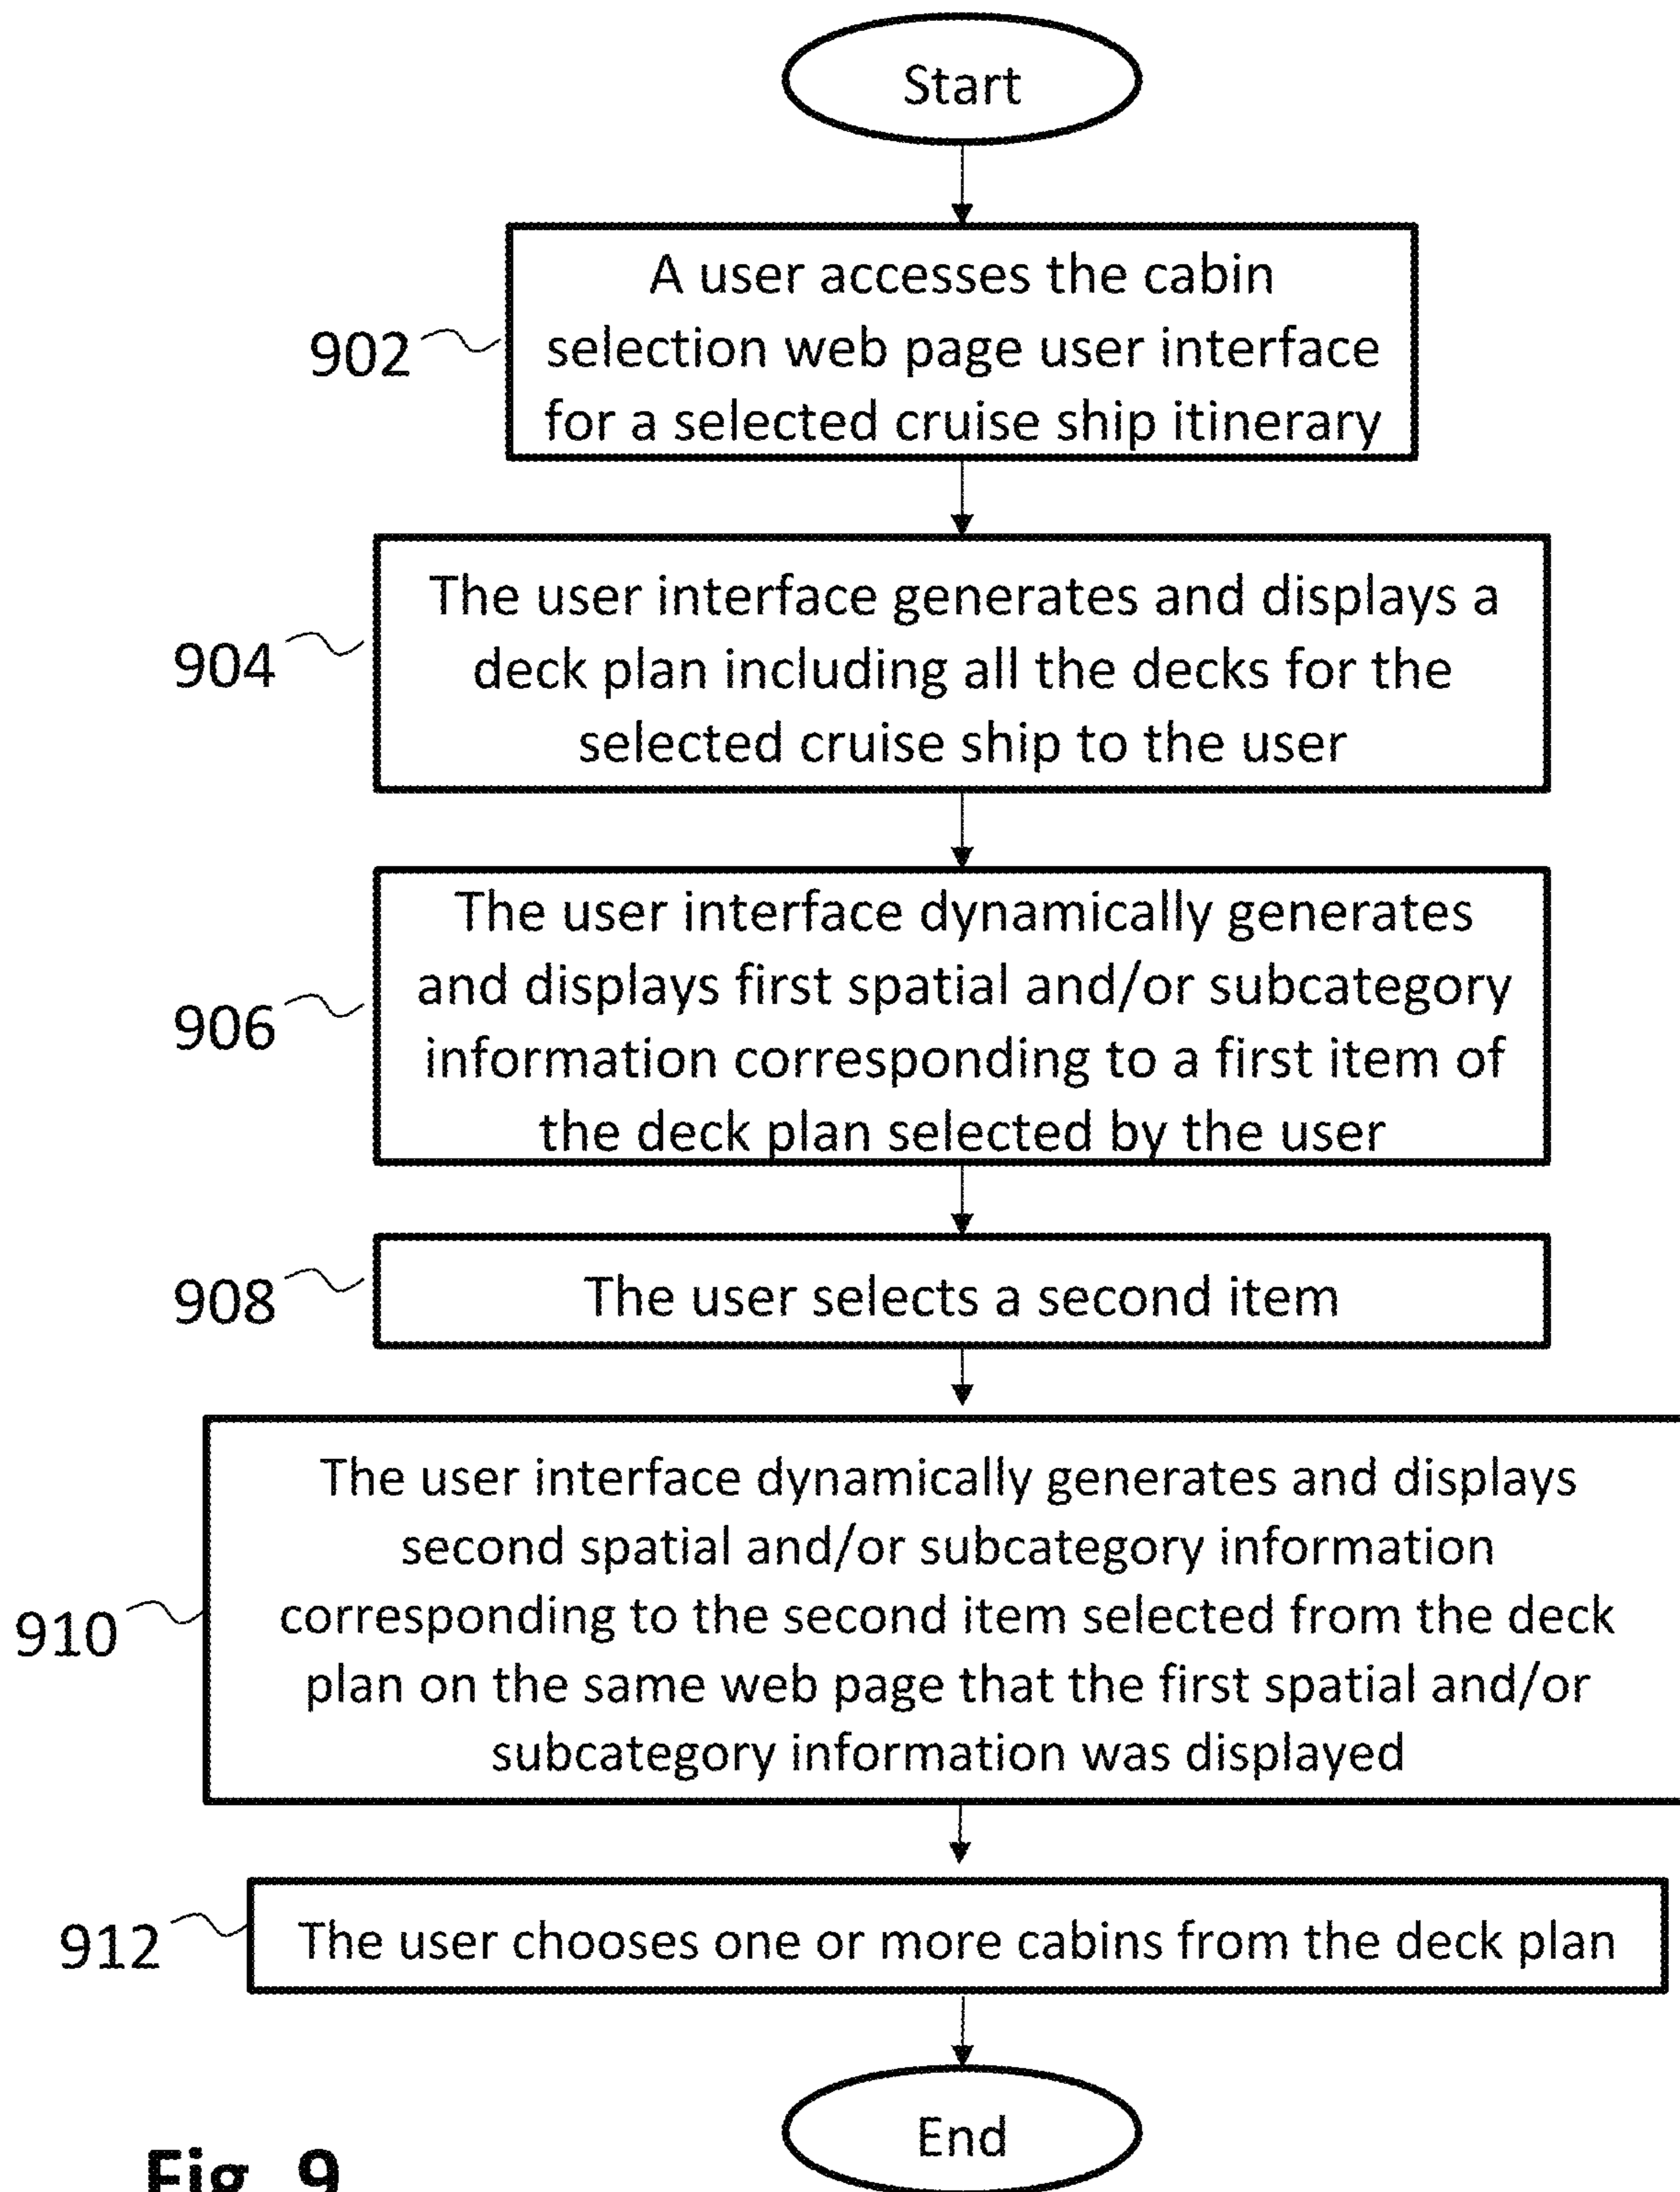 Start
A user accesses the cabin
selection web page user interface
for a selected cruise ship itinerary
902
The user interface generates and displays a
deck plan including all the decks for the
selected cruise ship to the user
904
The user interface dynamically generates
and displays first spatial and/or subcategory
information corresponding to a first item of
the deck plan selected by the user
906
The user selects a second item
908
The user interface dynamically generates and displays
second spatial and/or subcategory information
corresponding to the second item selected from the deck
plan on the same web page that the first spatial and/or
subcategory information was displayed
910
The user chooses one or more cabins from the deck plan
912
End
Fig. 9